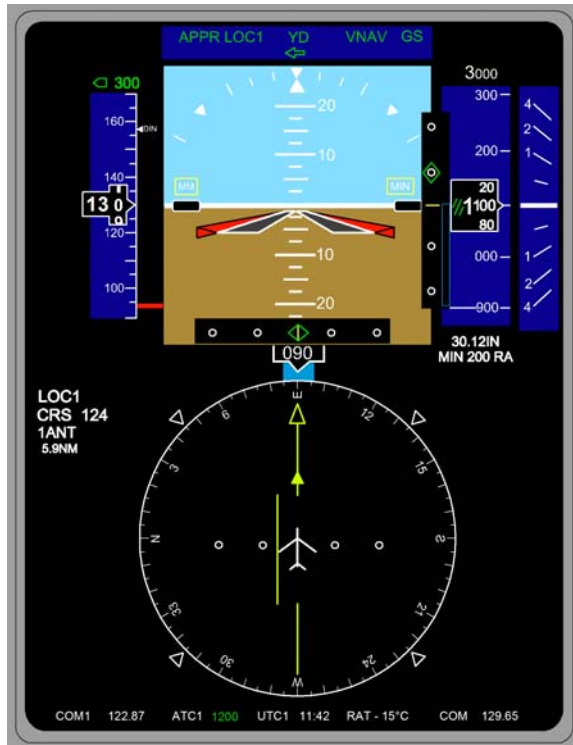 APPR LOC1 YD VNAV GS
300
3000
160
DIN
140
130
120
100
MM
MIN
20
10
10
20
300
200
20
1100
80
000
900
4
2
1
1
2
4
30.12IN
MIN 200 RA
090
LOC1
CRS 124
1ANT
5.9NM
E
12
15
S
21
24
W
30
33
N
3
6
COM1 122.87 ATC1 1200 UTC1 11:42 RAT - 15°C COM 129.65